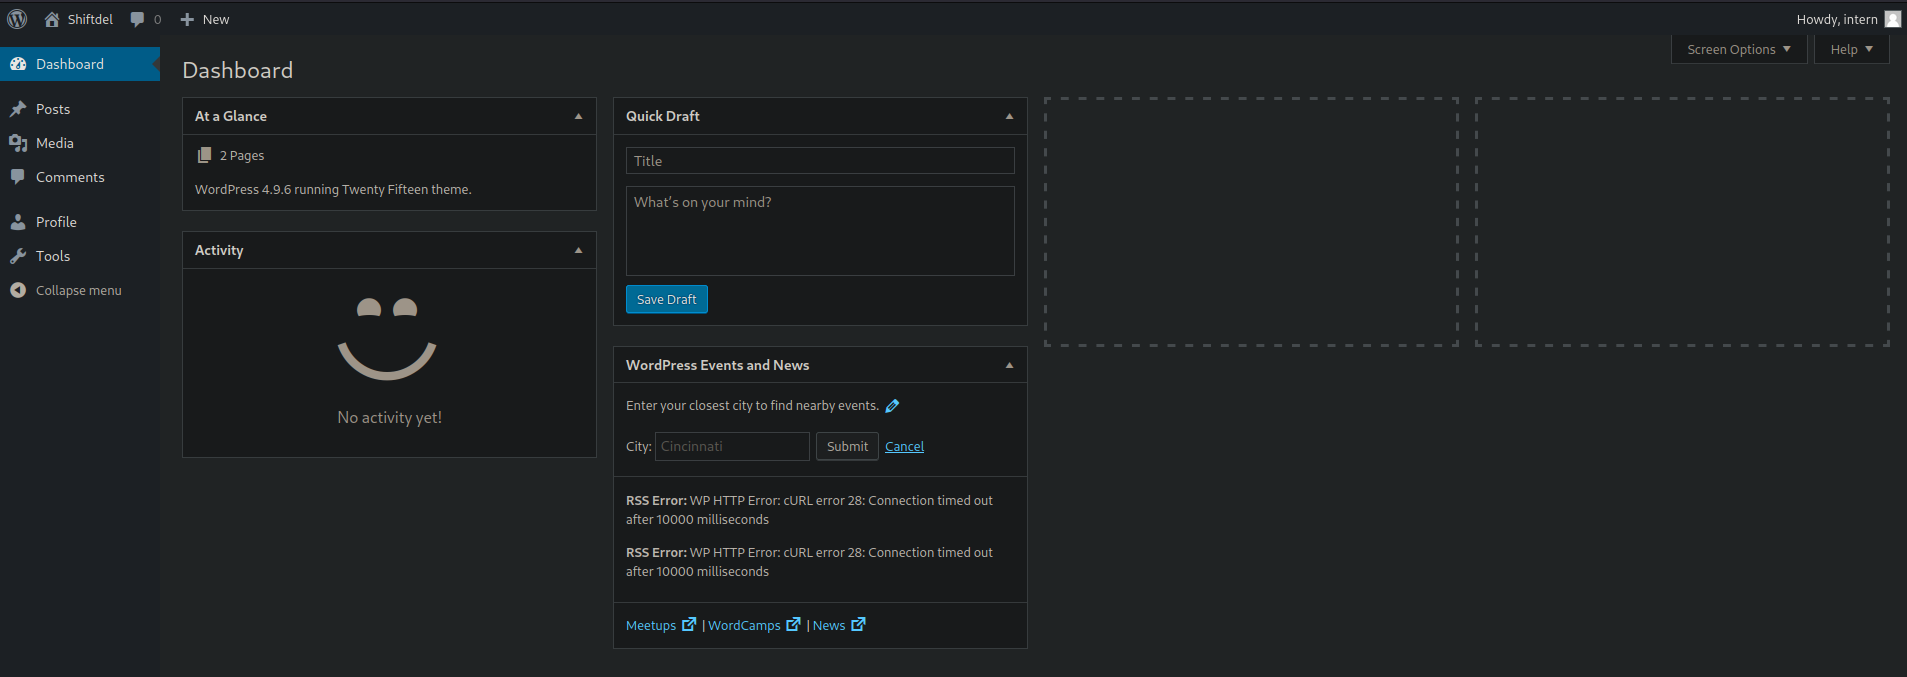 Shiftdel
0
New
Howdy, intern
Dashboard
Posts
Media
Comments
Profile
Tools
Collapse menu
Screen Options
Help
Dashboard
At a Glance
2 Pages
WordPress 4.9.6 running Twenty Fifteen theme.
Activity
No activity yet!
Quick Draft
Title
What's on your mind?
Save Draft
WordPress Events and News
Enter your closest city to find nearby events.
City: Cincinnati Submit Cancel
RSS Error: WP HTTP Error: cURL error 28: Connection timed out
after 10000 milliseconds
RSS Error: WP HTTP Error: cURL error 28: Connection timed out
after 10000 milliseconds
Meetups | WordCamps | News